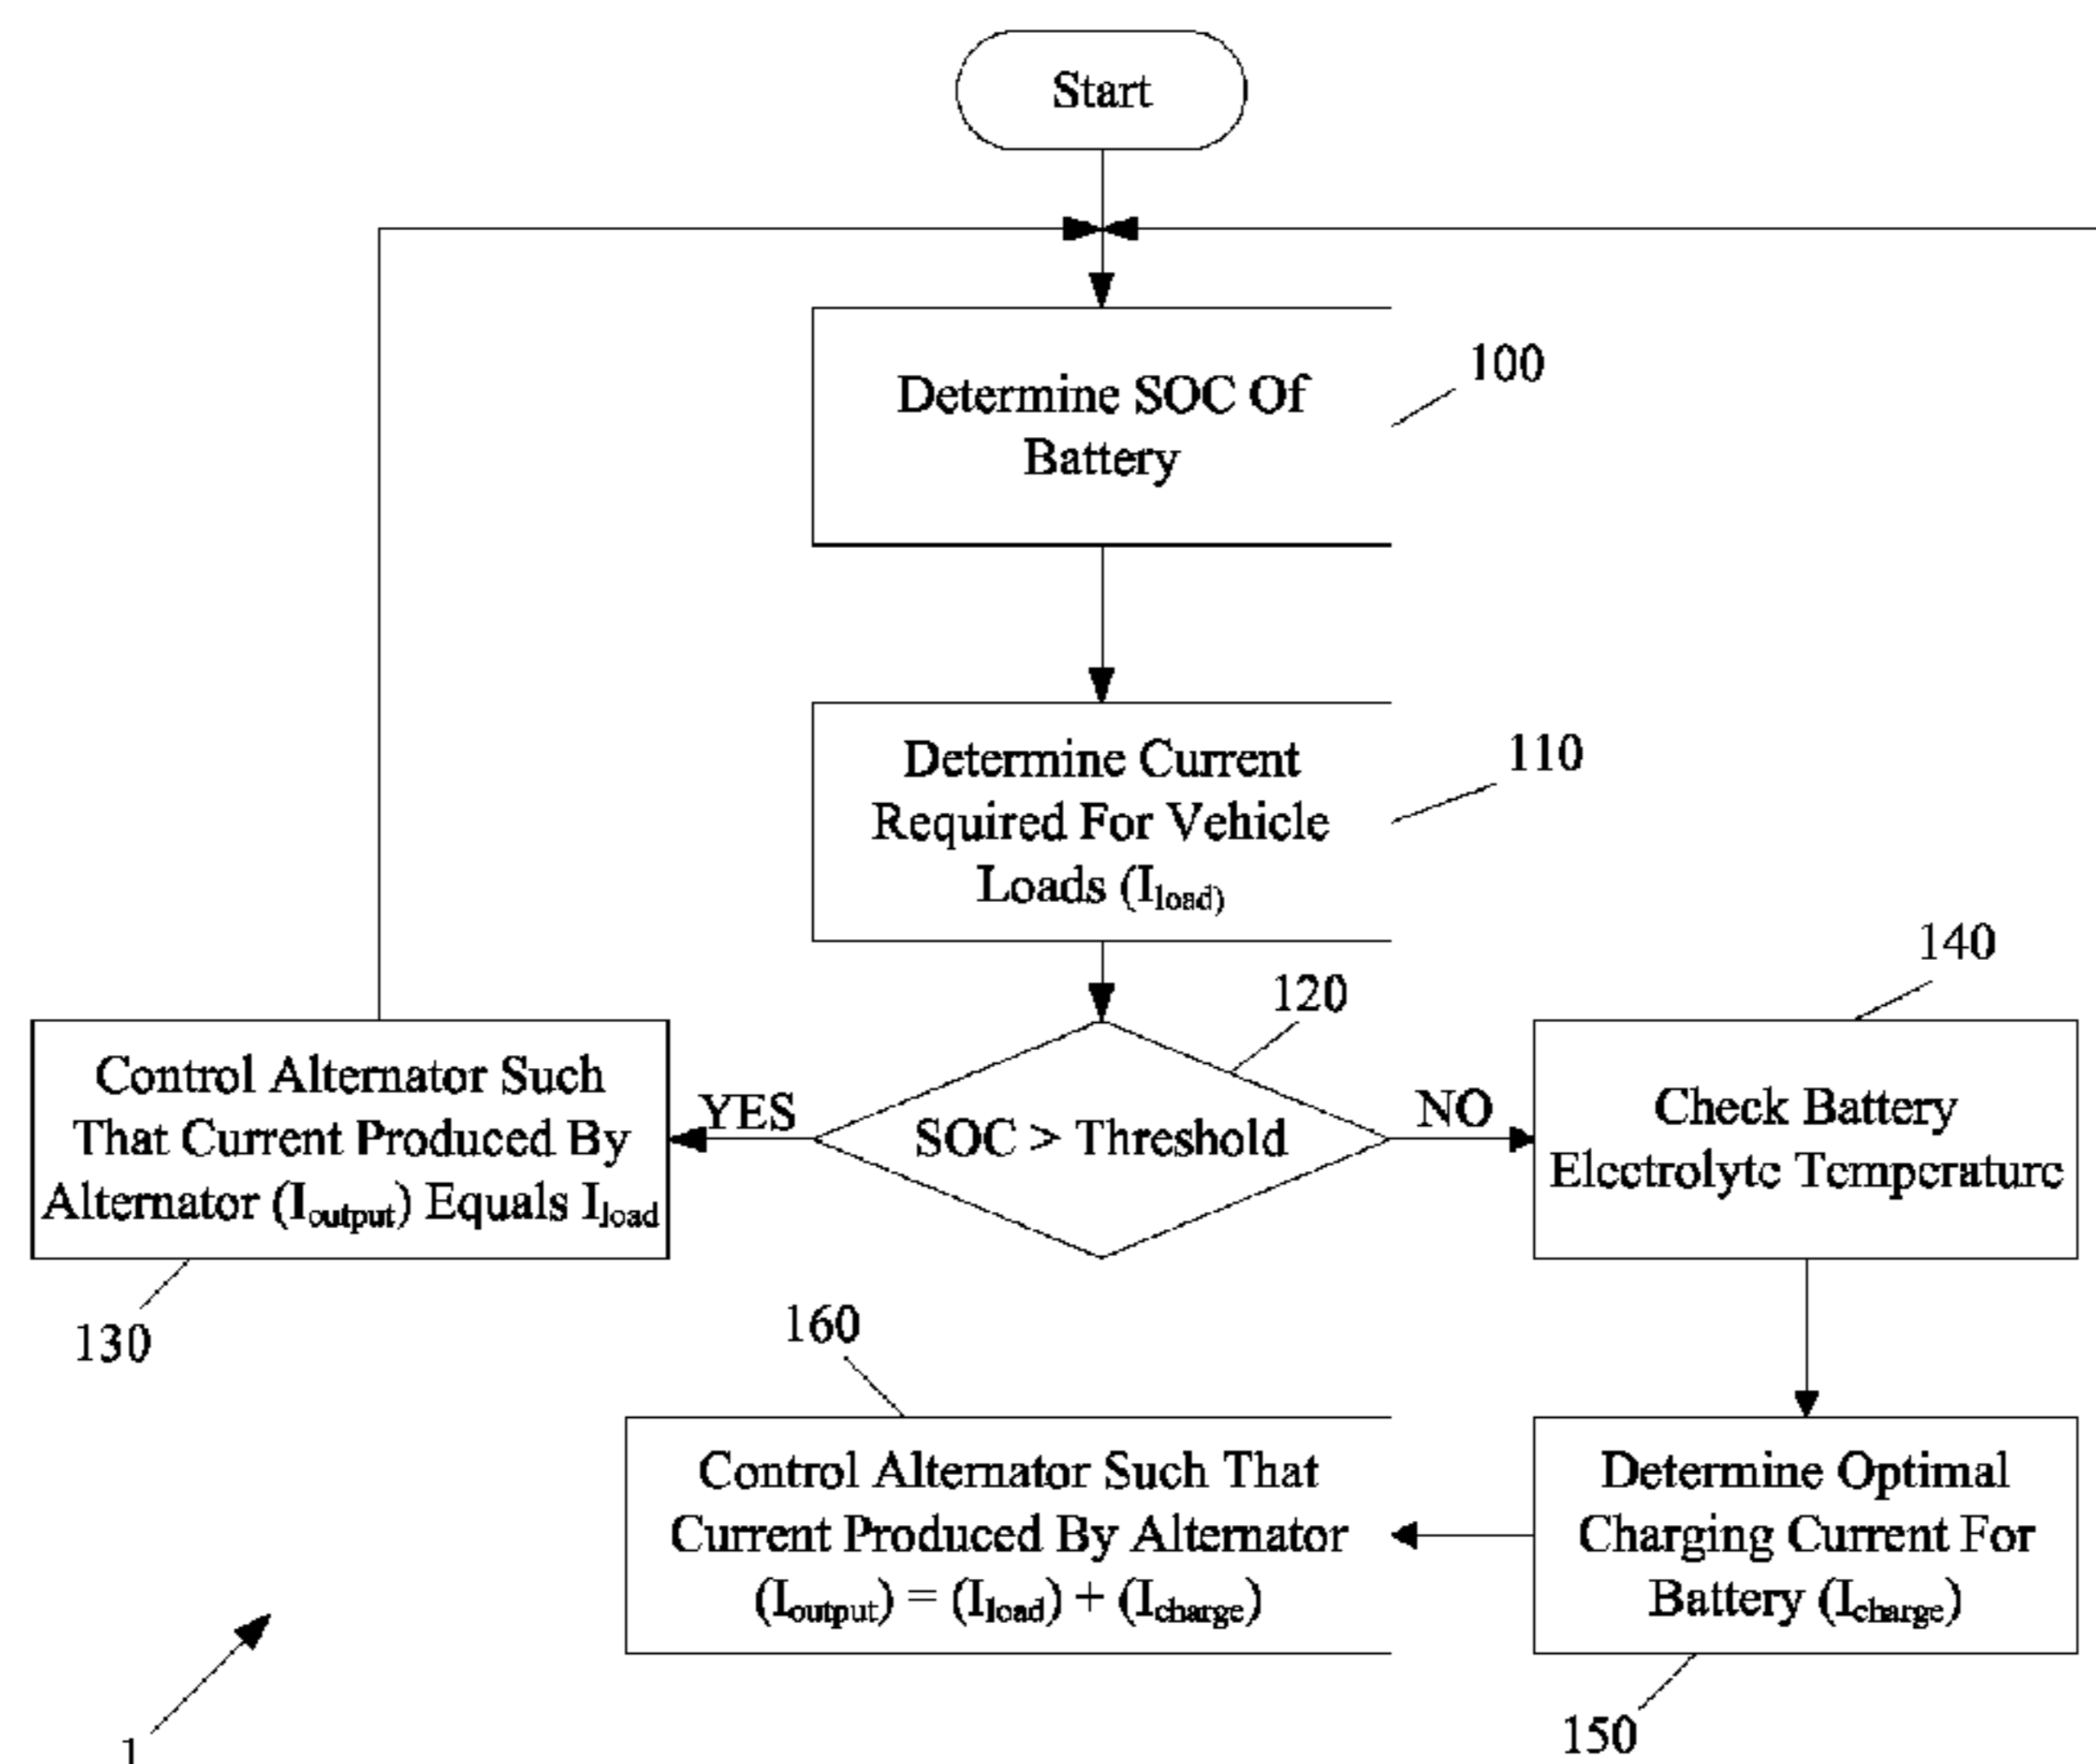 Start
Determine SOC Of
Battery
100
Determine Current
Required For Vehicle
Loads (Iload)
110
120
140
Control Alternator Such
That Current Produced By
Alternator (Ioutput) Equals Iload
YES
SOC > Threshold
NO
Check Battery
Electrolyte Temperature
130
160
Control Alternator Such That
Current Produced By Alternator
(Ioutput) = (Iload) + (Icharge)
Determine Optimal
Charging Current For
Battery (Icharge)
150
1